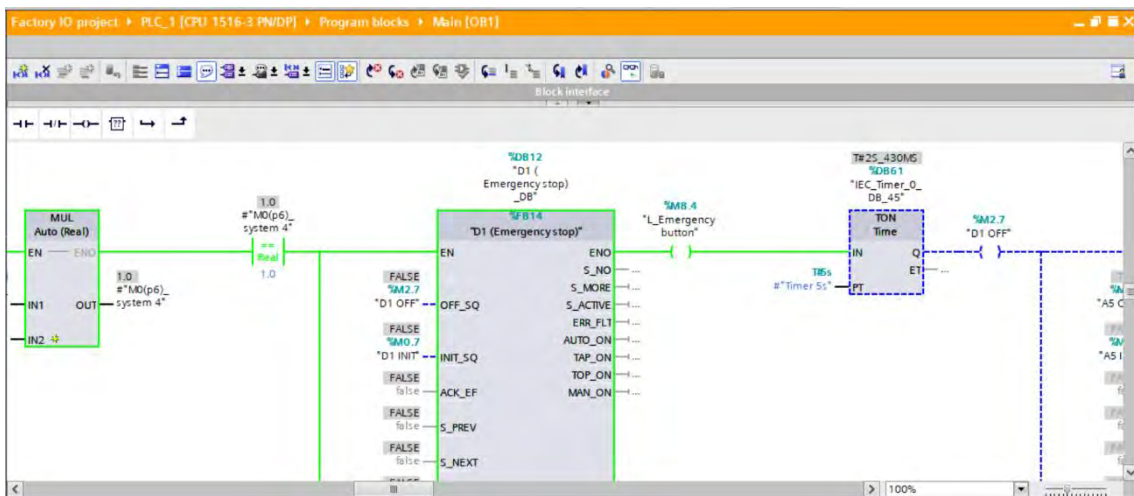 Factory IO project ▸ PLC_1 [CPU 1516-3 PN/DP] ▸ Program blocks ▸ Main [OB1]
Block interface
MUL
Auto (Real)
EN
ENO
IN1
OUT
IN2
1.0
#"M0(p6)_
system 4"
1.0
#"M0(p6)_
system 4"
==
Real
1.0
%DB12
"D1 (
Emergency stop)
_DB"
%FB14
"D1 (Emergency stop)"
EN
ENO
S_NO
S_MORE
S_ACTIVE
ERR_FLT
AUTO_ON
TAP_ON
TOP_ON
MAN_ON
FALSE
%M2.7
"D1 OFF"
OFF_SQ
FALSE
%M0.7
"D1 INIT"
INIT_SQ
FALSE
false
ACK_EF
FALSE
false
S_PREV
FALSE
false
S_NEXT
%M8.4
"L_Emergency
button"
T#2S_430MS
%DB61
"IEC_Timer_0_
DB_45"
TON
Time
IN
Q
ET
PT
T#5s
#"Timer 5s"
%M2.7
"D1 OFF"
100%